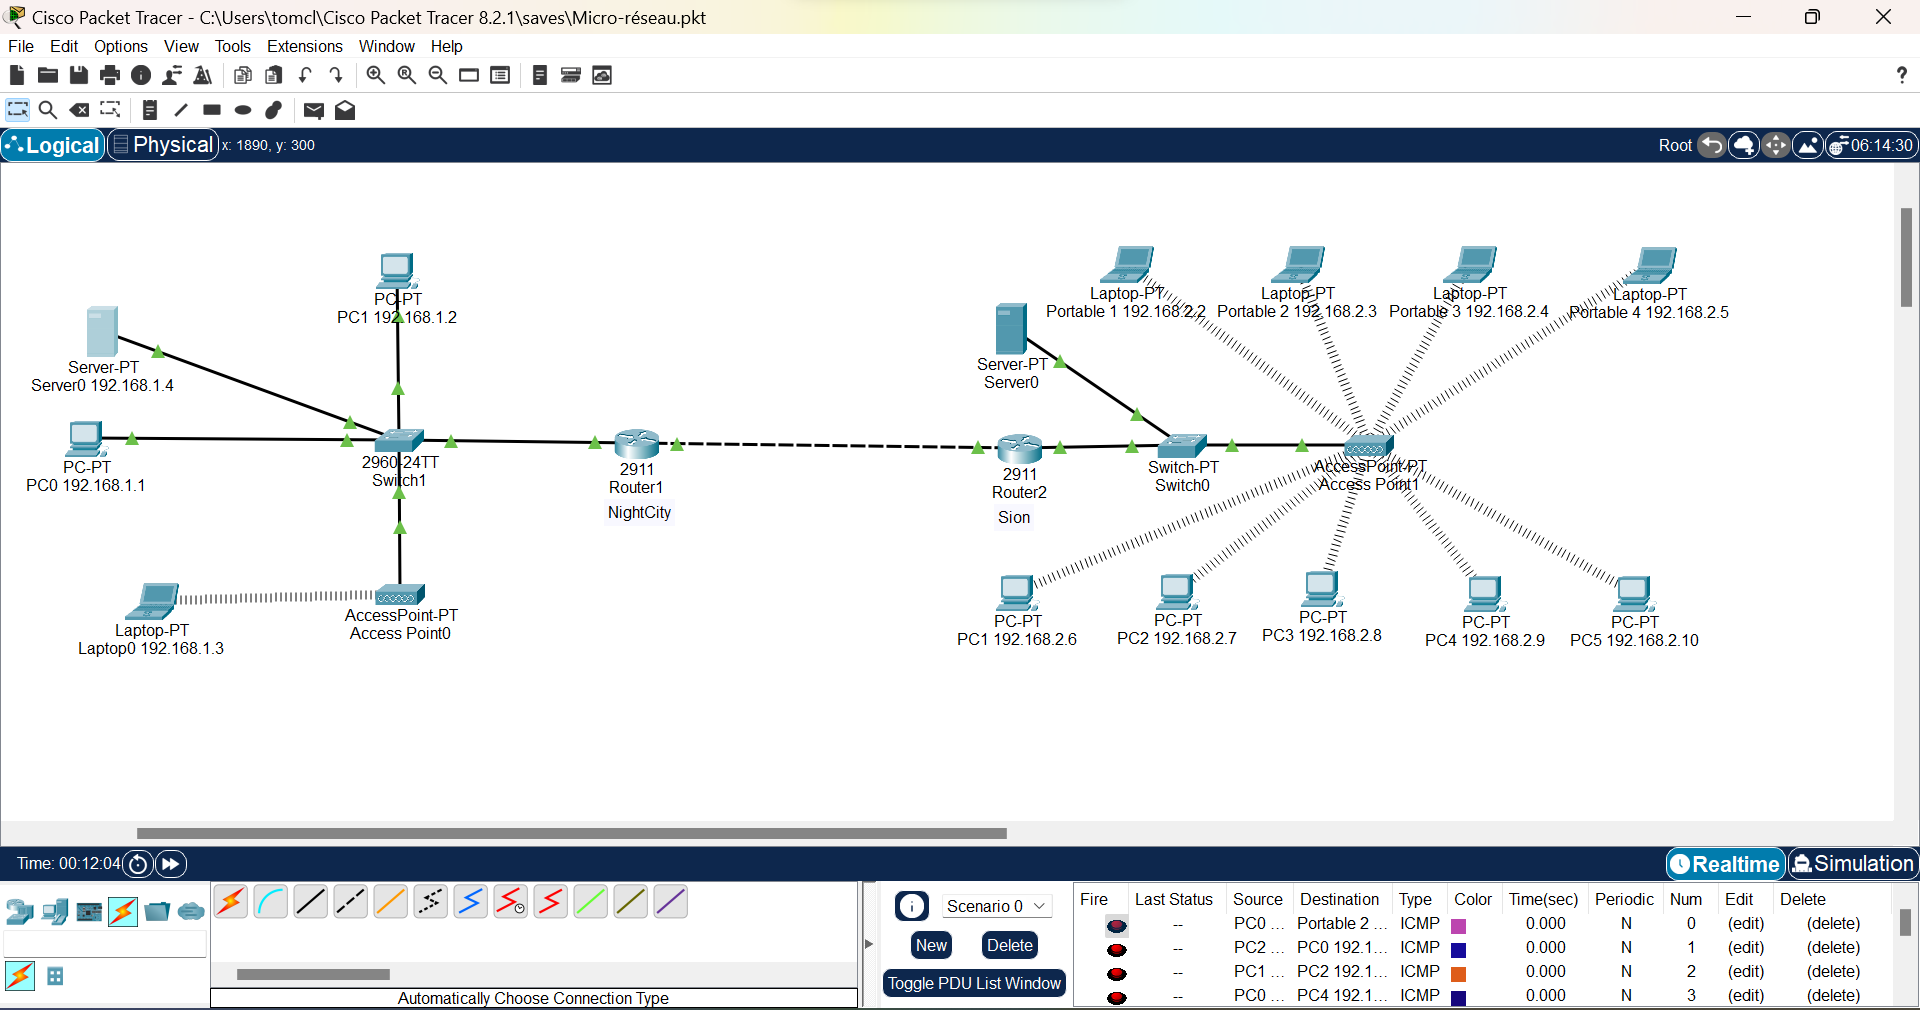 Cisco Packet Tracer - C:\Users\tomcl\Cisco Packet Tracer 8.2.1\saves\Micro-réseau.pkt
File Edit Options View Tools Extensions Window Help
?
Logical Physical x: 1890, y: 300 Root 06:14:30
PC-PT
PC1 192.168.1.2
Server-PT
Server0 192.168.1.4
PC-PT
PC0 192.168.1.1
2960-24TT
Switch1
2911
Router1
NightCity
Laptop-PT
Laptop0 192.168.1.3
AccessPoint-PT
Access Point0
Laptop-PT
Portable 1 192.168.2.2
Laptop-PT
Portable 2 192.168.2.3
Laptop-PT
Portable 3 192.168.2.4
Laptop-PT
Portable 4 192.168.2.5
Server-PT
Server0
2911
Router2
Sion
Switch-PT
Switch0
AccessPoint-PT
Access Point1
PC-PT
PC1 192.168.2.6
PC-PT
PC2 192.168.2.7
PC-PT
PC3 192.168.2.8
PC-PT
PC4 192.168.2.9
PC-PT
PC5 192.168.2.10
Time: 00:12:04 Realtime Simulation
Automatically Choose Connection Type
Scenario 0
New Delete
Toggle PDU List Window
Fire Last Status Source Destination Type Color Time(sec) Periodic Num Edit Delete
-- PC0 ... Portable 2 ... ICMP 0.000 N 0 (edit) (delete)
-- PC2 ... PC0 192.1... ICMP 0.000 N 1 (edit) (delete)
-- PC1 ... PC2 192.1... ICMP 0.000 N 2 (edit) (delete)
-- PC0 ... PC4 192.1... ICMP 0.000 N 3 (edit) (delete)